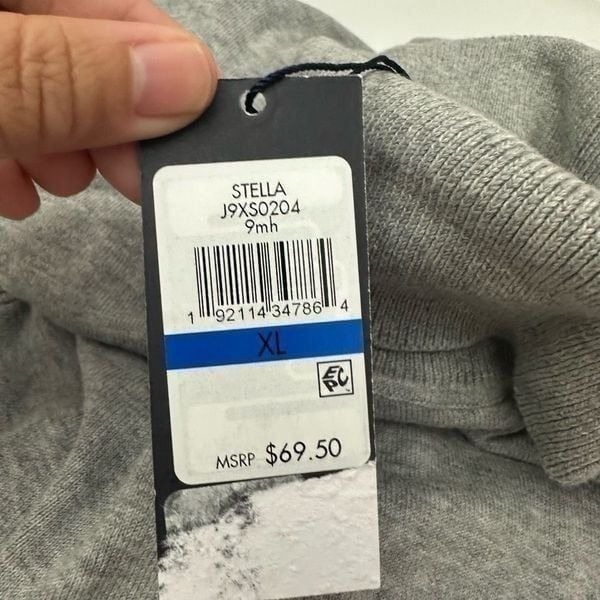 STELLA
J9XS0204
9mh
1 92114 34786 4
XL
EPC
MSRP $69.50